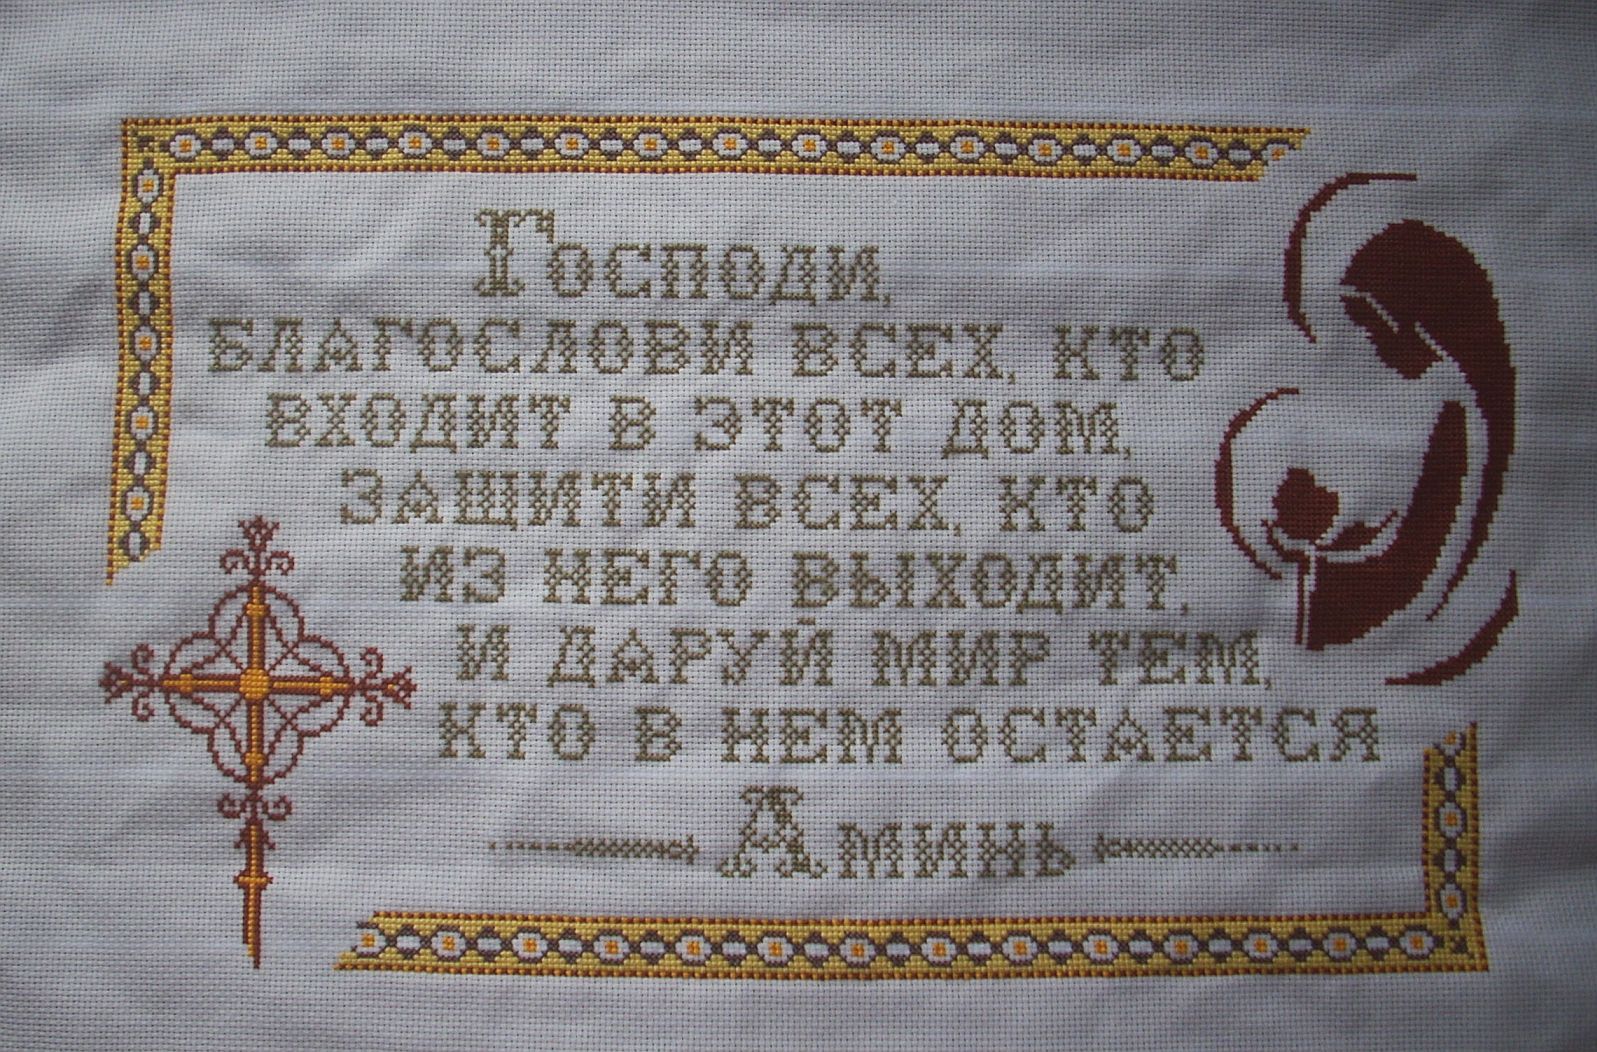 Господи,
БЛАГОСЛОВИ ВСЕХ, КТО
ВХОДИТ В ЭТОТ ДОМ,
ЗАЩИТИ ВСЕХ, КТО
ИЗ НЕГО ВЫХОДИТ,
И ДАРУЙ МИР ТЕМ,
КТО В НЕМ ОСТАЕТСЯ
Аминь